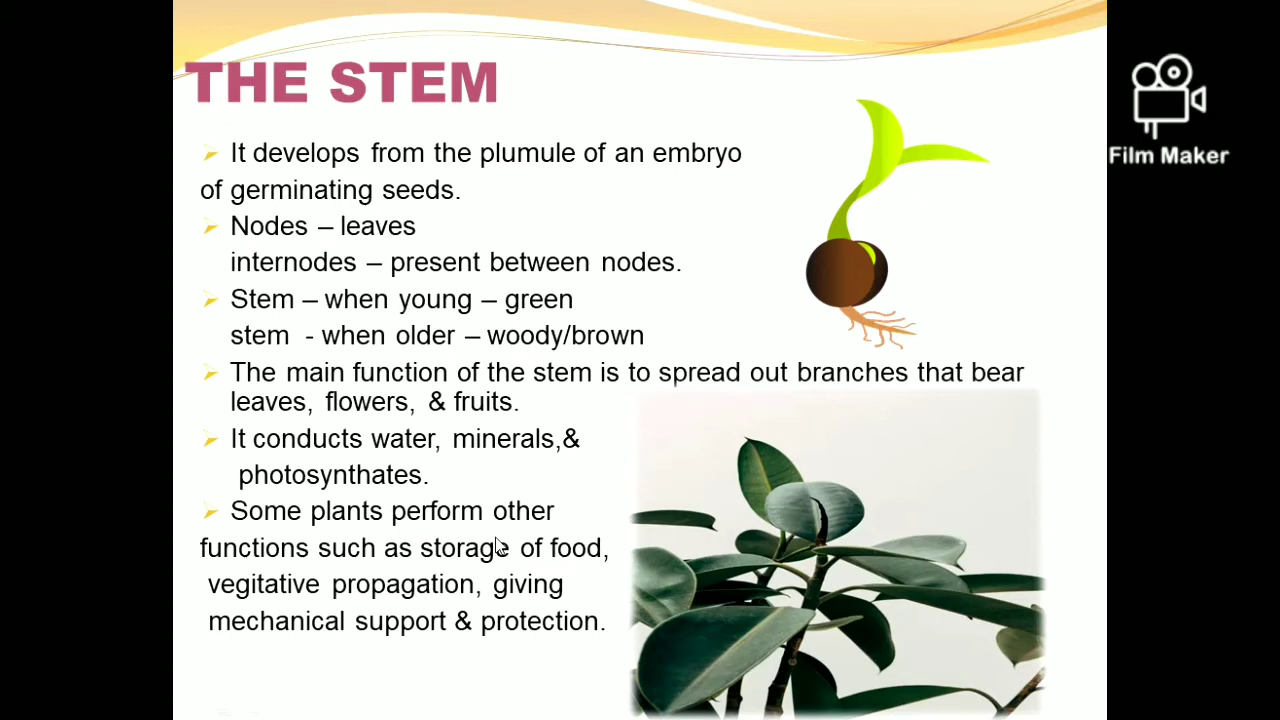 THE STEM
It develops from the plumule of an embryo
of germinating seeds.
Nodes – leaves
internodes – present between nodes.
Stem – when young – green
stem - when older – woody/brown
The main function of the stem is to spread out branches that bear
leaves, flowers, & fruits.
It conducts water, minerals,&
photosynthates.
Some plants perform other
functions such as storage of food,
vegitative propagation, giving
mechanical support & protection.
Film Maker